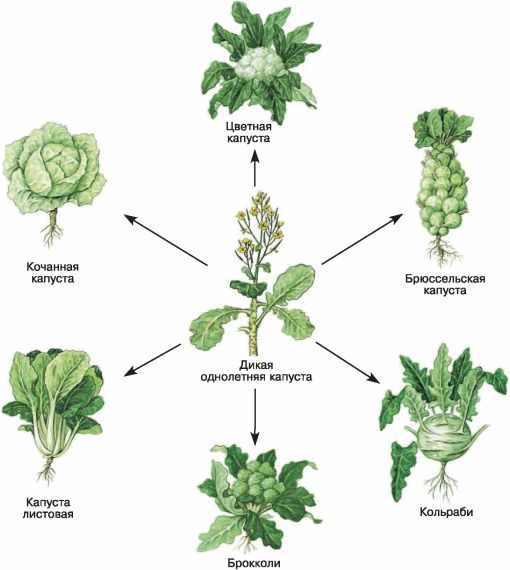 Цветная
капуста
Кочанная
капуста
Брюссельская
капуста
Дикая
однолетняя капуста
Капуста
листовая
Кольраби
Брокколи